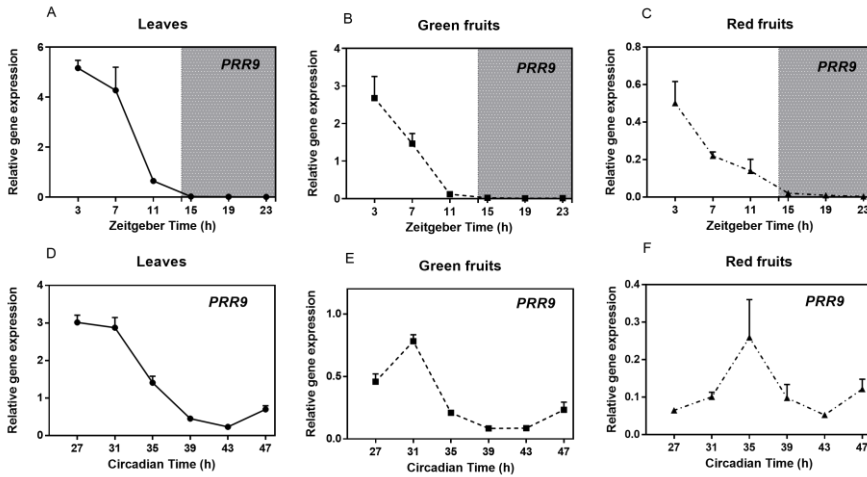 A
Leaves
PRR9
Relative gene expression
6
4
2
0
3 7 11 15 19 23
Zeitgeber Time (h)
B
Green fruits
PRR9
Relative gene expression
4
3
2
1
0
3 7 11 15 19 23
Zeitgeber Time (h)
C
Red fruits
PRR9
Relative gene expression
0.8
0.6
0.4
0.2
0.0
3 7 11 15 19 23
Zeitgeber Time (h)
D
Leaves
PRR9
Relative gene expression
4
3
2
1
0
27 31 35 39 43 47
Circadian Time (h)
E
Green fruits
PRR9
Relative gene expression
1.0
0.5
0.0
27 31 35 39 43 47
Circadian Time (h)
F
Red fruits
PRR9
Relative gene expression
0.4
0.3
0.2
0.1
0.0
27 31 35 39 43 47
Circadian Time (h)